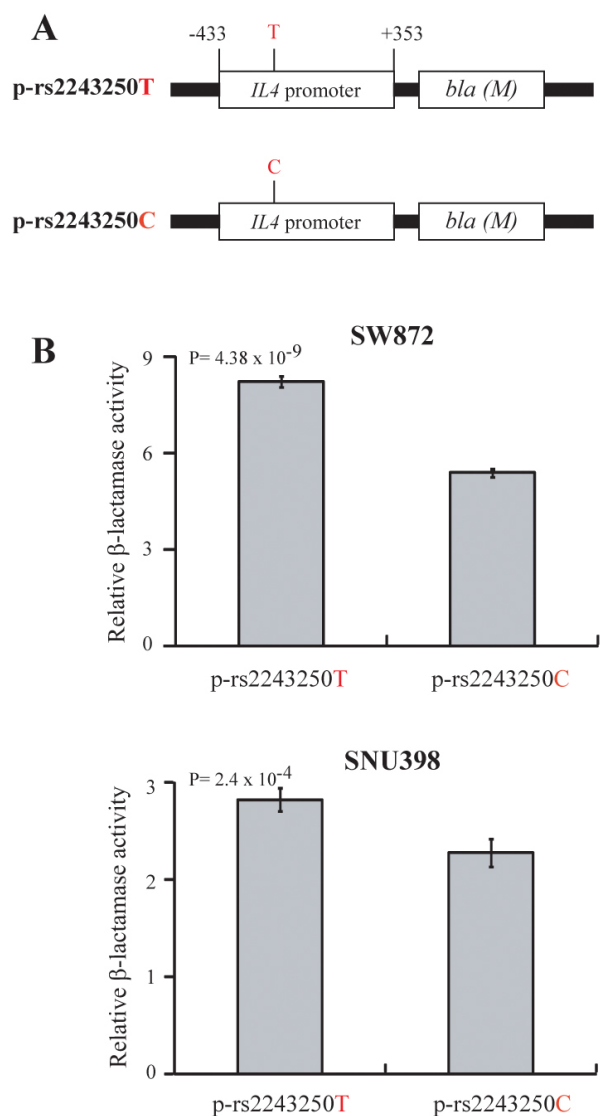 A
-433 T +353
p-rs2243250T IL4 promoter bla (M)
C
p-rs2243250C IL4 promoter bla (M)
B
SW872
P= 4.38 x 10-9
Relative β-lactamase activity
9
6
3
0
p-rs2243250T p-rs2243250C
SNU398
P= 2.4 x 10-4
Relative β-lactamase activity
3
2
1
0
p-rs2243250T p-rs2243250C